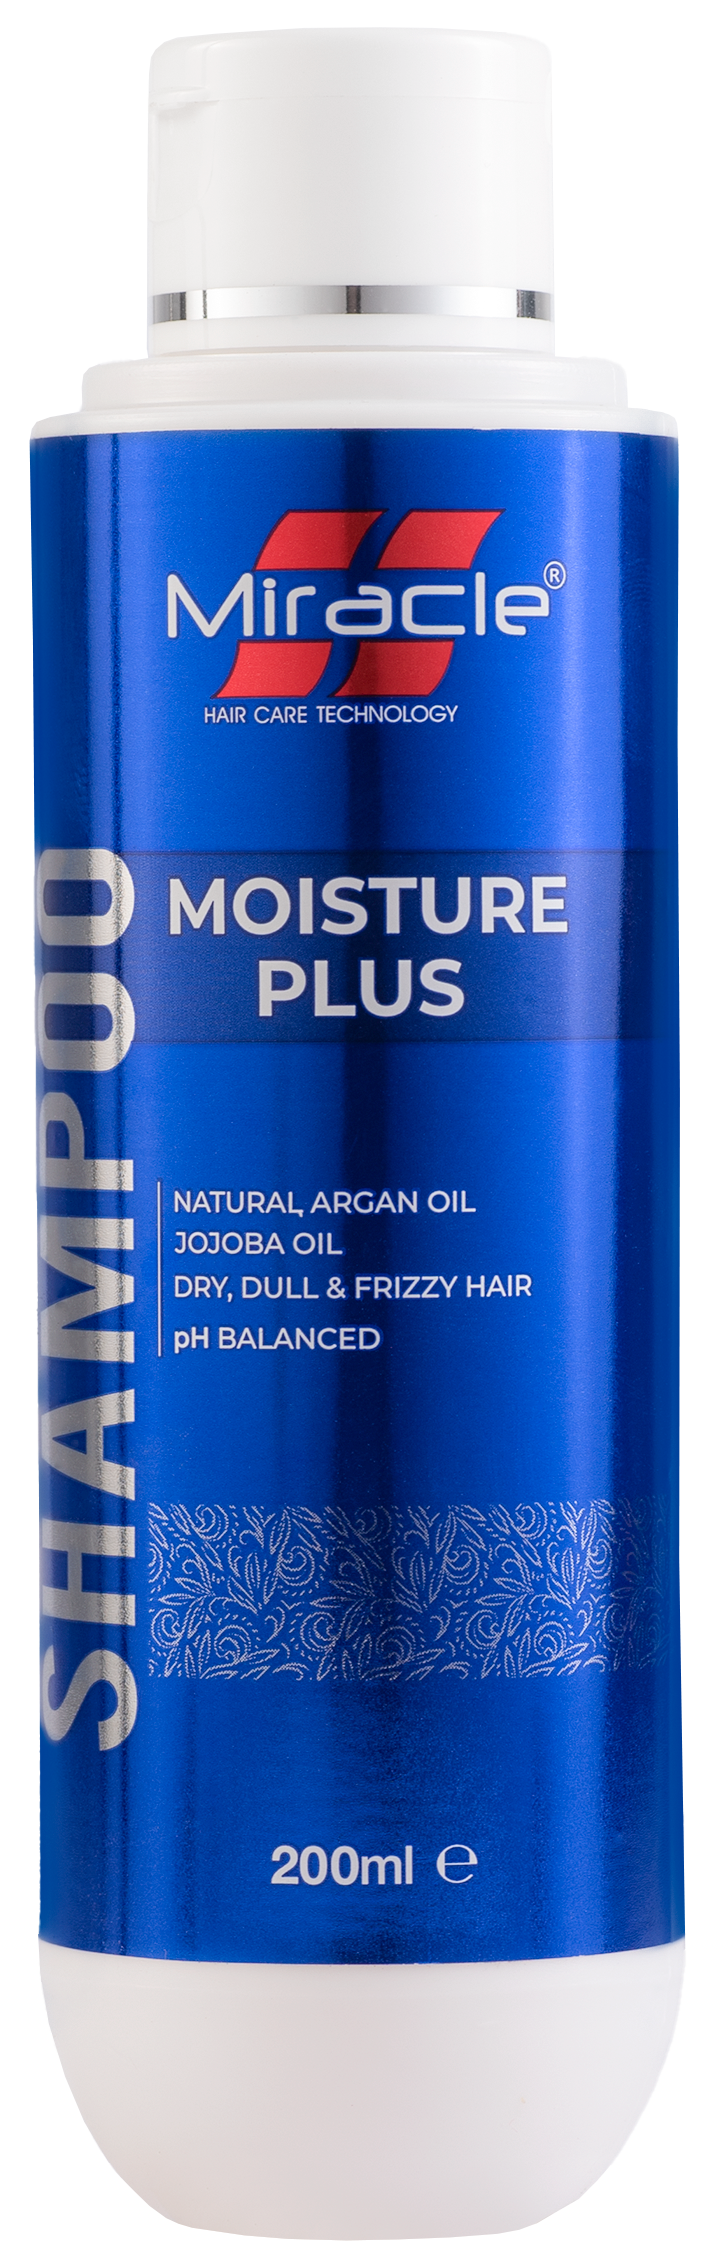 Miracle®
HAIR CARE TECHNOLOGY
SHAMPOO
MOISTURE
PLUS
NATURAL ARGAN OIL
JOJOBA OIL
DRY, DULL & FRIZZY HAIR
pH BALANCED
200ml ℮